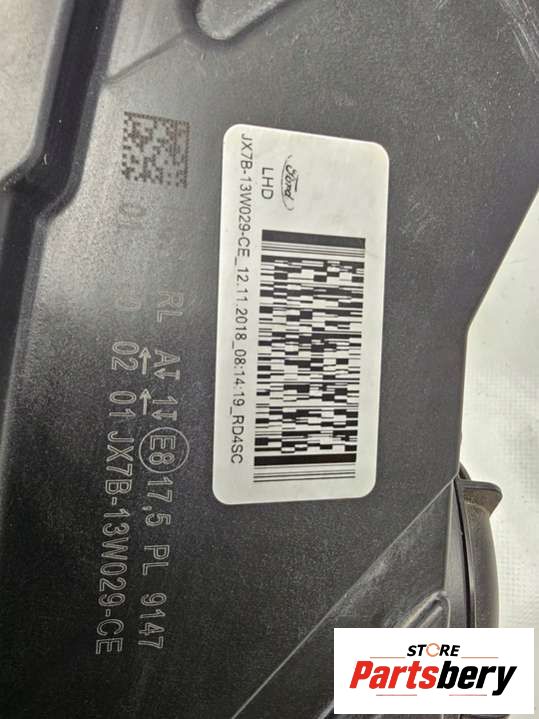 Ford
LHD
JX7B-13W029-CE_12.11.2018_08:14:19_RD4SC
RL A 1 E8 17,5 PL 9147
02 01 JX7B-13W029-CE
STORE
Partsbery